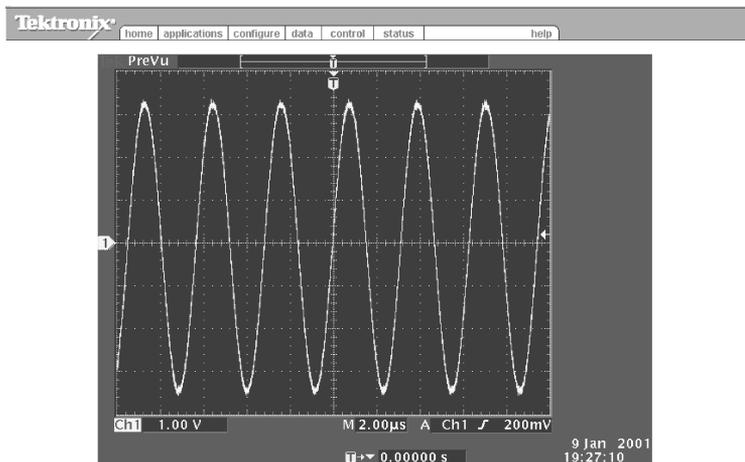 Tektronix
home applications configure data control status help
PreVu
T
T
1
Ch1 1.00 V M 2.00µs A Ch1 200mV
9 Jan 2001
T 0.00000 s 19:27:10